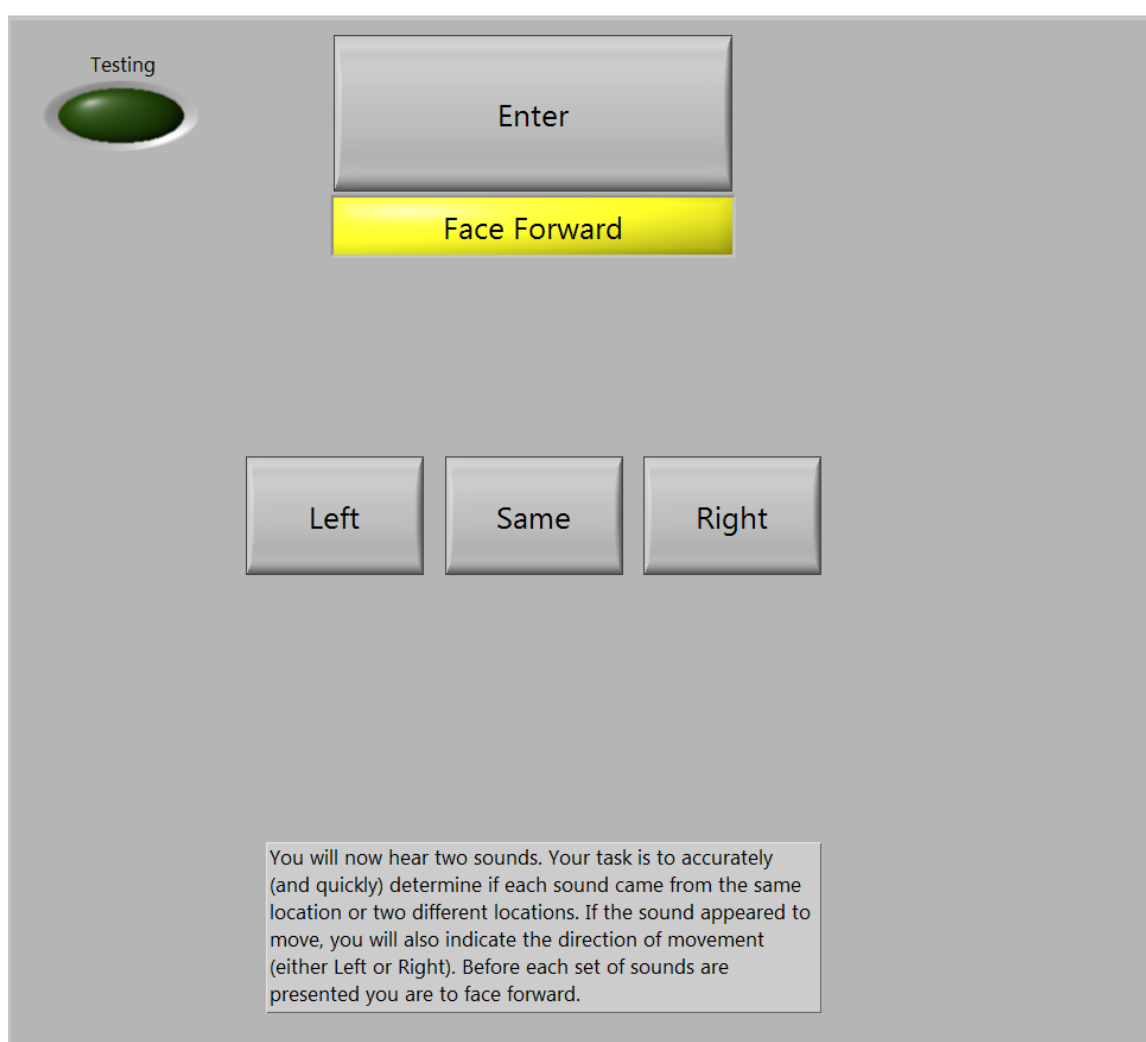 Testing
Enter
Face Forward
Left
Same
Right
You will now hear two sounds. Your task is to accurately
(and quickly) determine if each sound came from the same
location or two different locations. If the sound appeared to
move, you will also indicate the direction of movement
(either Left or Right). Before each set of sounds are
presented you are to face forward.